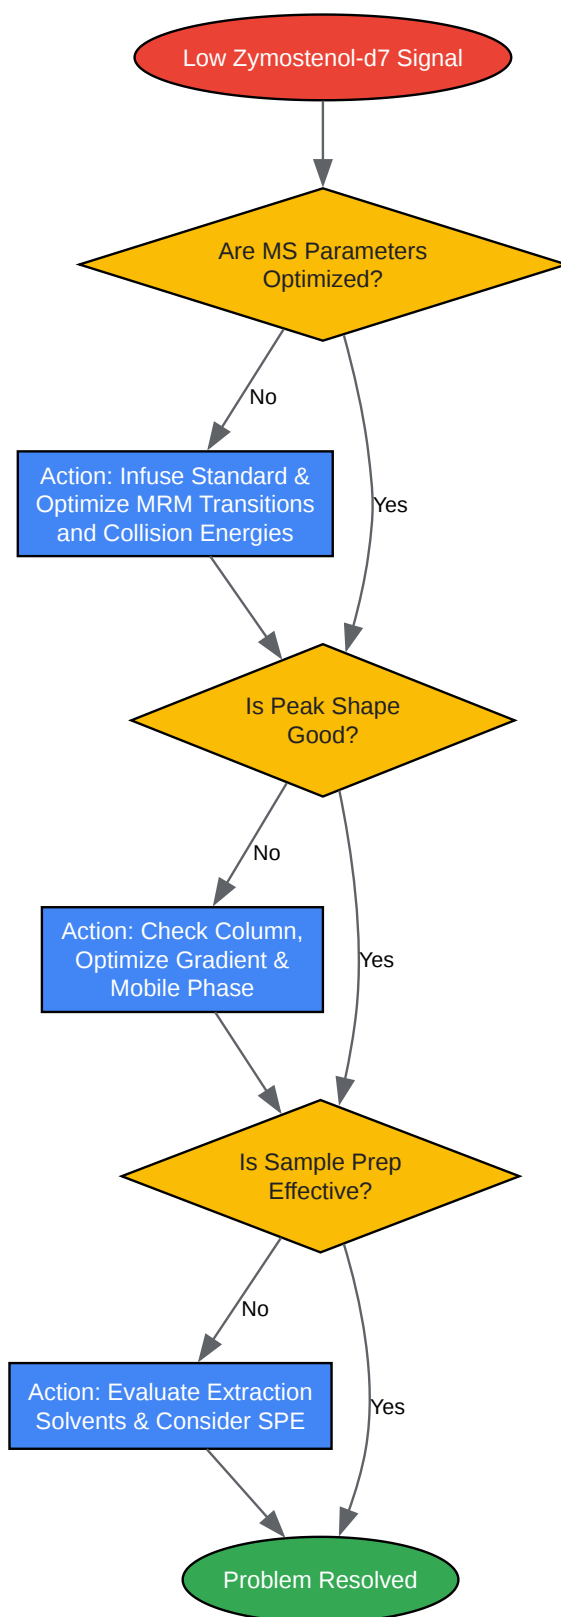 Low Zymostenol-d7 Signal
Are MS Parameters
Optimized?
No
Action: Infuse Standard &
Optimize MRM Transitions
and Collision Energies
Yes
Is Peak Shape
Good?
No
Action: Check Column,
Optimize Gradient &
Mobile Phase
Yes
Is Sample Prep
Effective?
No
Action: Evaluate Extraction
Solvents & Consider SPE
Yes
Problem Resolved